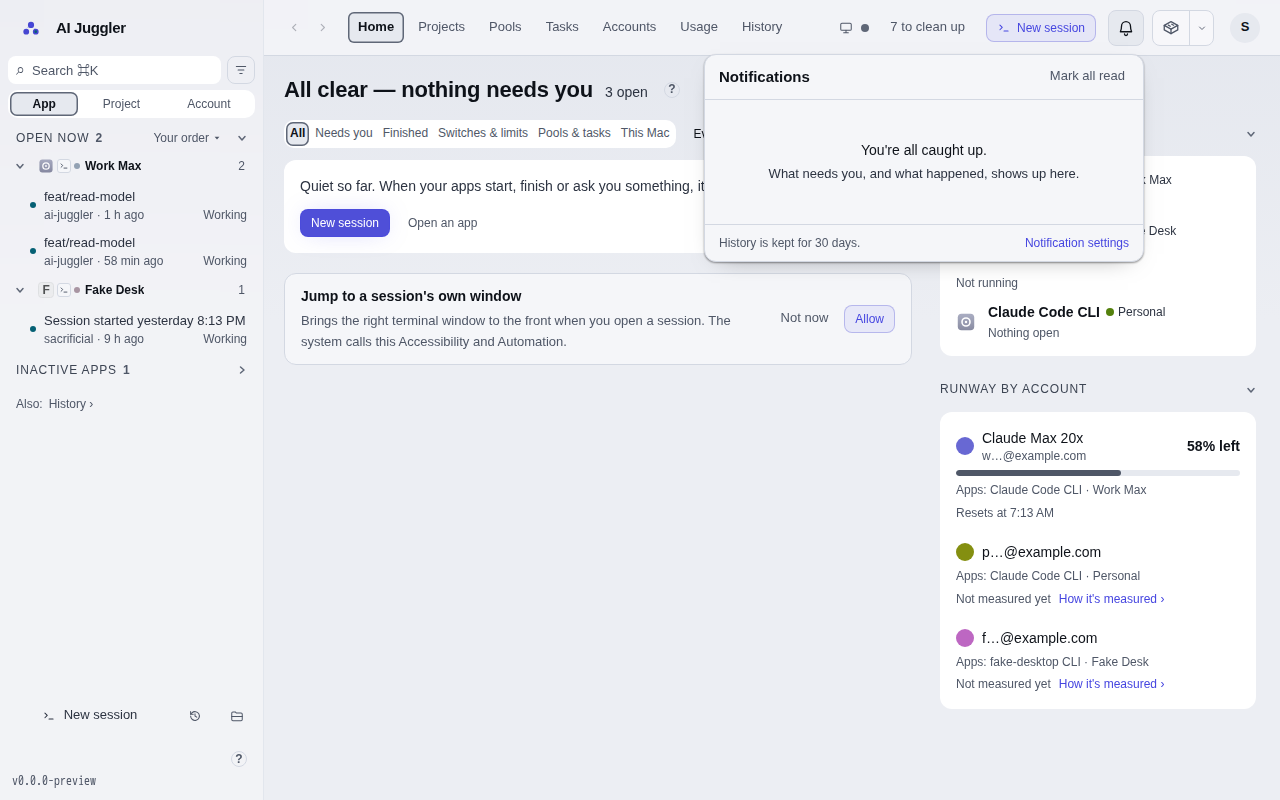 AI Juggler
Search ⌘K
App Project Account
OPEN NOW 2 Your order
Work Max 2
feat/read-model
ai-juggler · 1 h ago Working
feat/read-model
ai-juggler · 58 min ago Working
F Fake Desk 1
Session started yesterday 8:13 PM
sacrificial · 9 h ago Working
INACTIVE APPS 1
Also: History ›
New session
?
v0.0.0-preview
Home Projects Pools Tasks Accounts Usage History
7 to clean up
New session
S
All clear — nothing needs you 3 open ?
All Needs you Finished Switches & limits Pools & tasks This Mac
Quiet so far. When your apps start, finish or ask you something, it
New session Open an app
Jump to a session's own window
Brings the right terminal window to the front when you open a session. The
system calls this Accessibility and Automation.
Not now Allow
Notifications Mark all read
You're all caught up.
What needs you, and what happened, shows up here.
History is kept for 30 days. Notification settings
Max
Desk
Not running
Claude Code CLI Personal
Nothing open
RUNWAY BY ACCOUNT
Claude Max 20x
w…@example.com
58% left
Apps: Claude Code CLI · Work Max
Resets at 7:13 AM
p…@example.com
Apps: Claude Code CLI · Personal
Not measured yet How it's measured ›
f…@example.com
Apps: fake-desktop CLI · Fake Desk
Not measured yet How it's measured ›